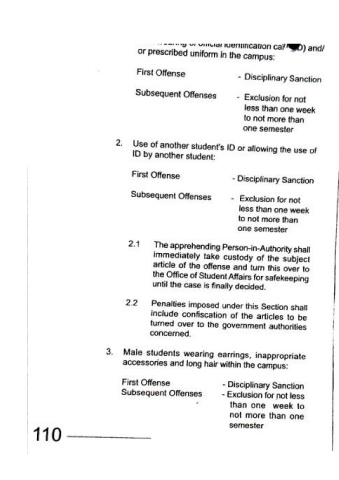 of official identification car D) and/
or prescribed uniform in the campus:
First Offense - Disciplinary Sanction
Subsequent Offenses - Exclusion for not
less than one week
to not more than
one semester
2. Use of another student's ID or allowing the use of
ID by another student:
First Offense - Disciplinary Sanction
Subsequent Offenses - Exclusion for not
less than one week
to not more than
one semester
2.1 The apprehending Person-in-Authority shall
immediately take custody of the subject
article of the offense and turn this over to
the Office of Student Affairs for safekeeping
until the case is finally decided.
2.2 Penalties imposed under this Section shall
include confiscation of the articles to be
turned over to the government authorities
concerned.
3. Male students wearing earrings, inappropriate
accessories and long hair within the campus:
First Offense - Disciplinary Sanction
Subsequent Offenses - Exclusion for not less
than one week to
not more than one
semester
110